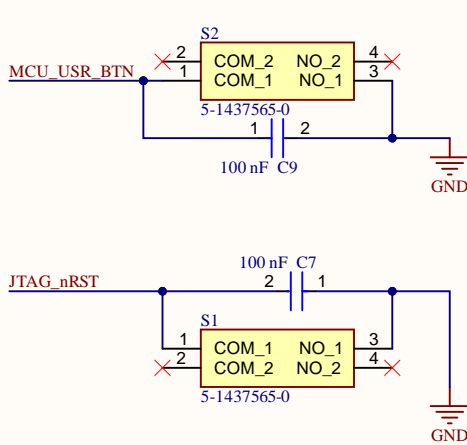 S2
2 COM_2 NO_2 4
MCU_USR_BTN 1 COM_1 NO_1 3
5-1437565-0
1 2
100 nF C9
GND
100 nF C7
JTAG_nRST 2 1
S1
1 COM_1 NO_1 3
2 COM_2 NO_2 4
5-1437565-0
GND